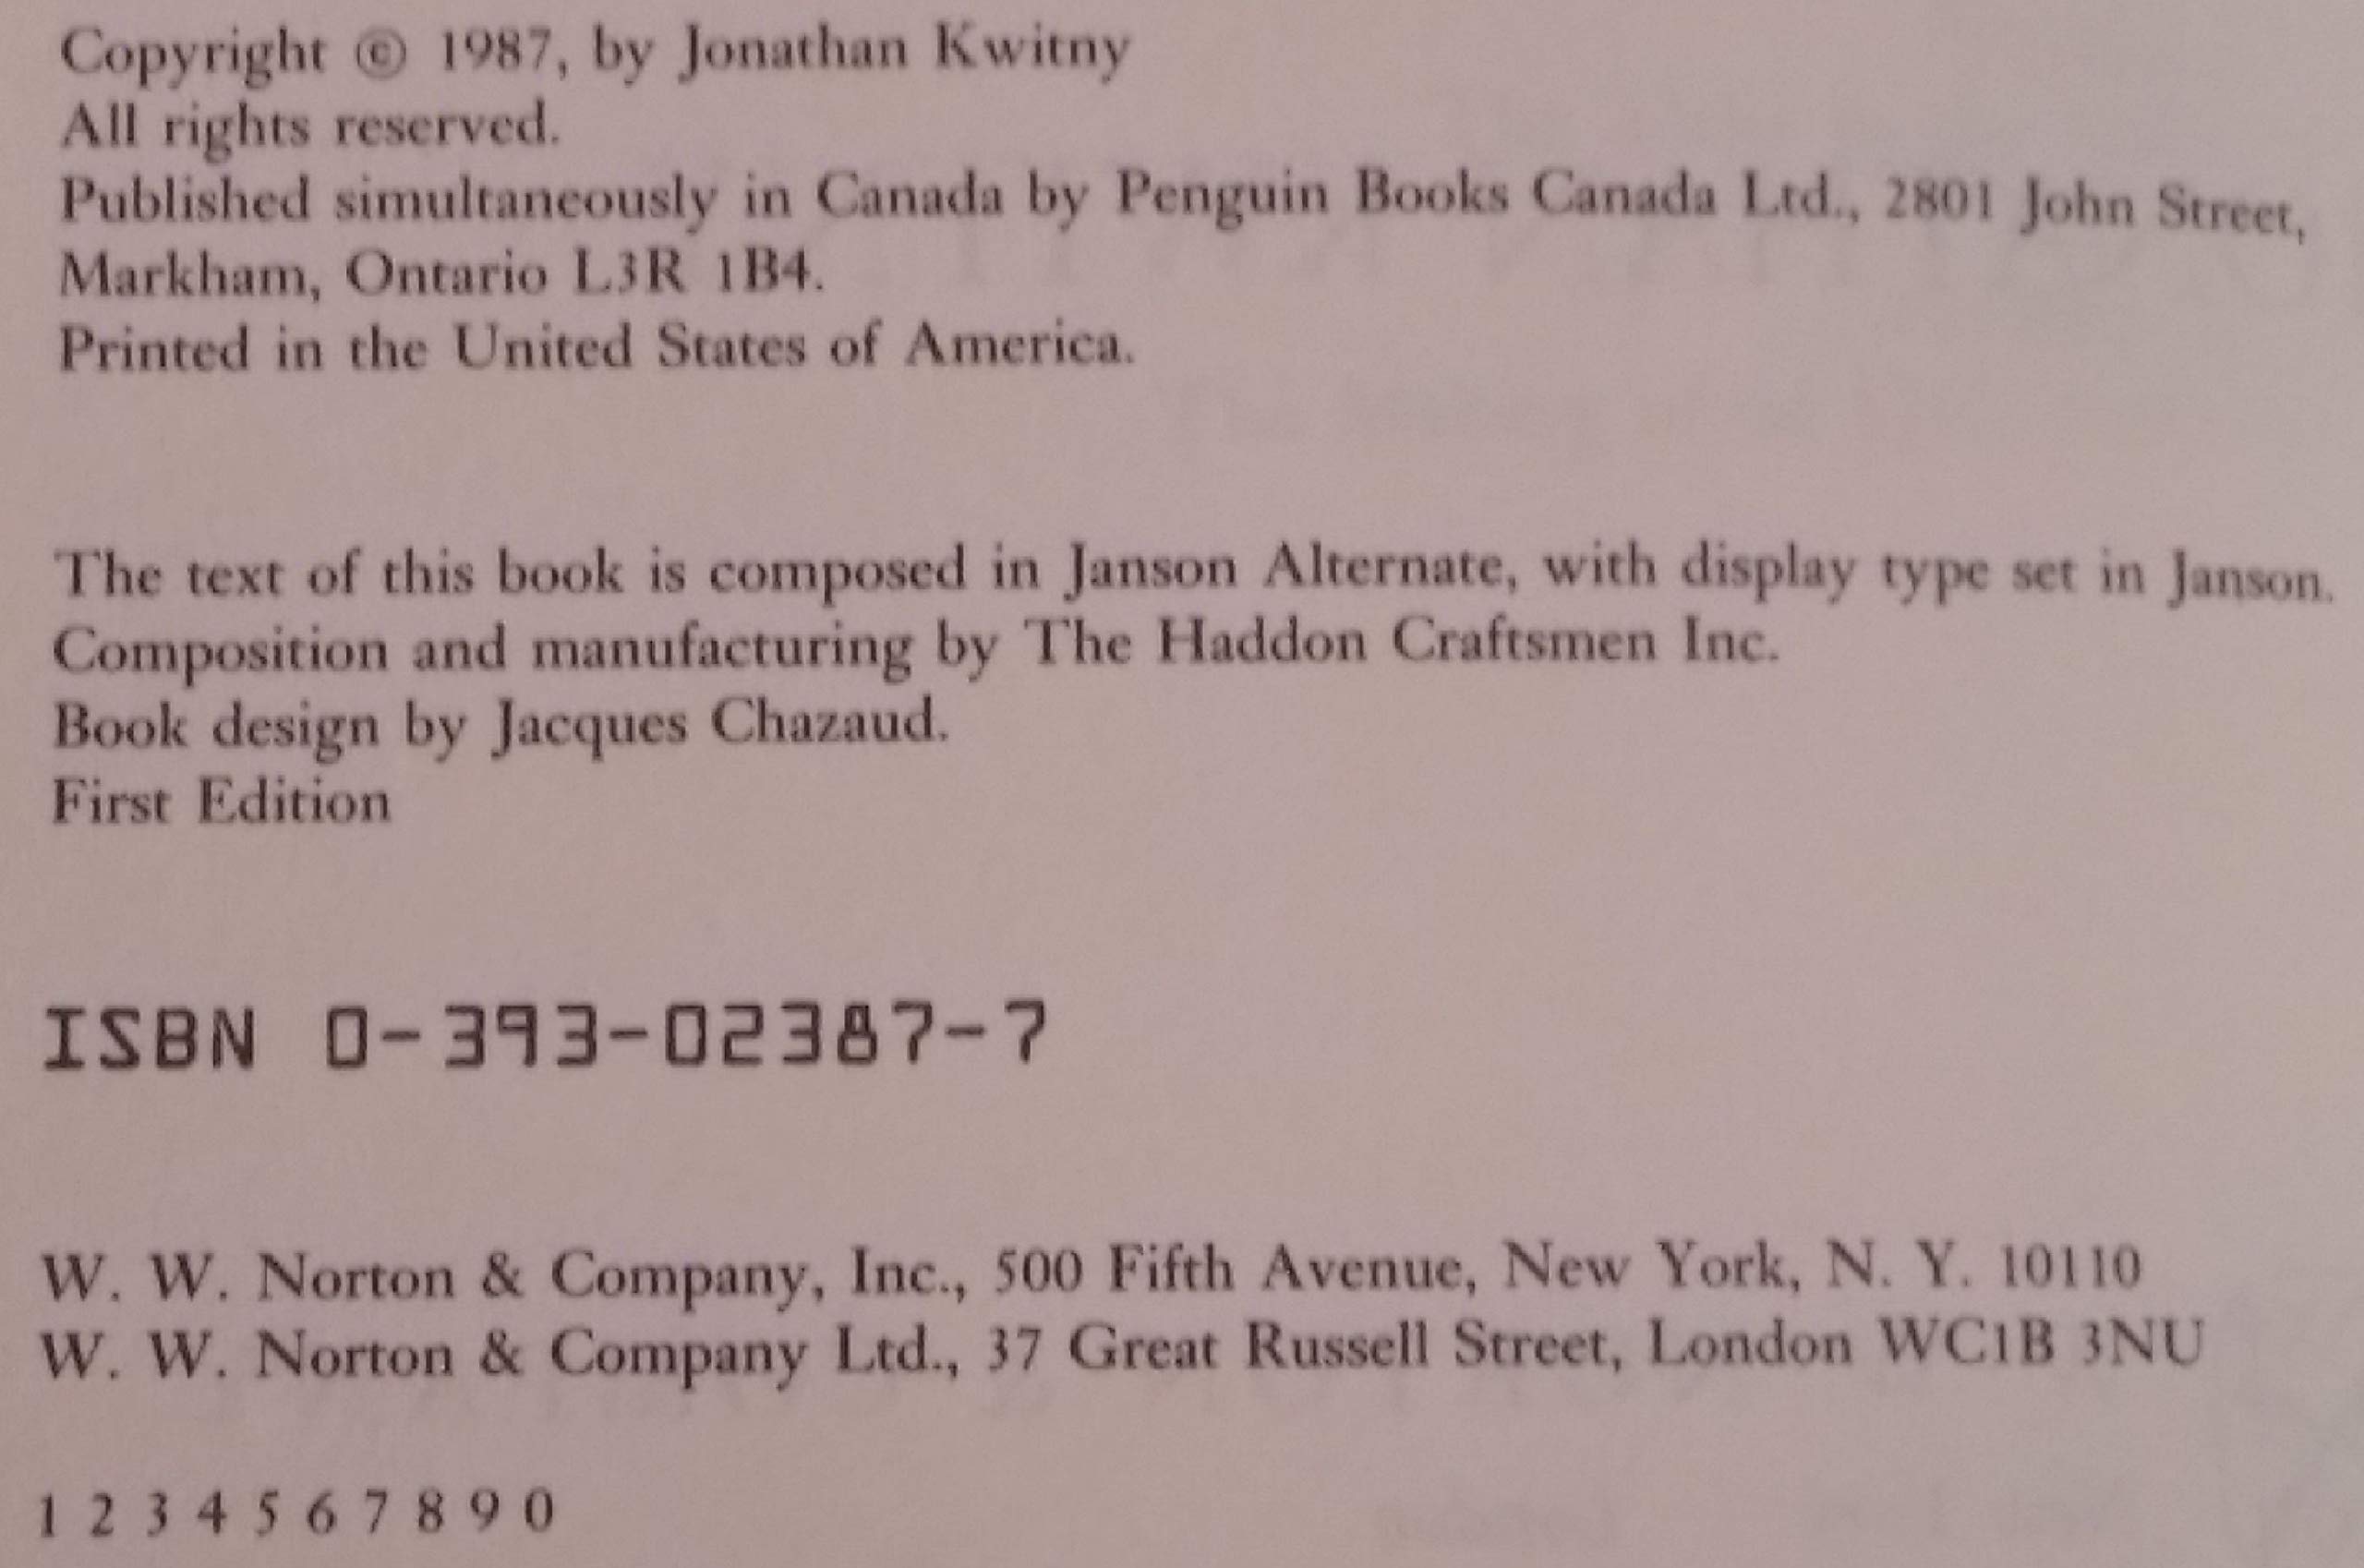 Copyright © 1987, by Jonathan Kwitny
All rights reserved.
Published simultaneously in Canada by Penguin Books Canada Ltd., 2801 John Street,
Markham, Ontario L3R 1B4.
Printed in the United States of America.
The text of this book is composed in Janson Alternate, with display type set in Janson.
Composition and manufacturing by The Haddon Craftsmen Inc.
Book design by Jacques Chazaud.
First Edition
ISBN 0-393-02387-7
W. W. Norton & Company, Inc., 500 Fifth Avenue, New York, N. Y. 10110
W. W. Norton & Company Ltd., 37 Great Russell Street, London WC1B 3NU
1 2 3 4 5 6 7 8 9 0